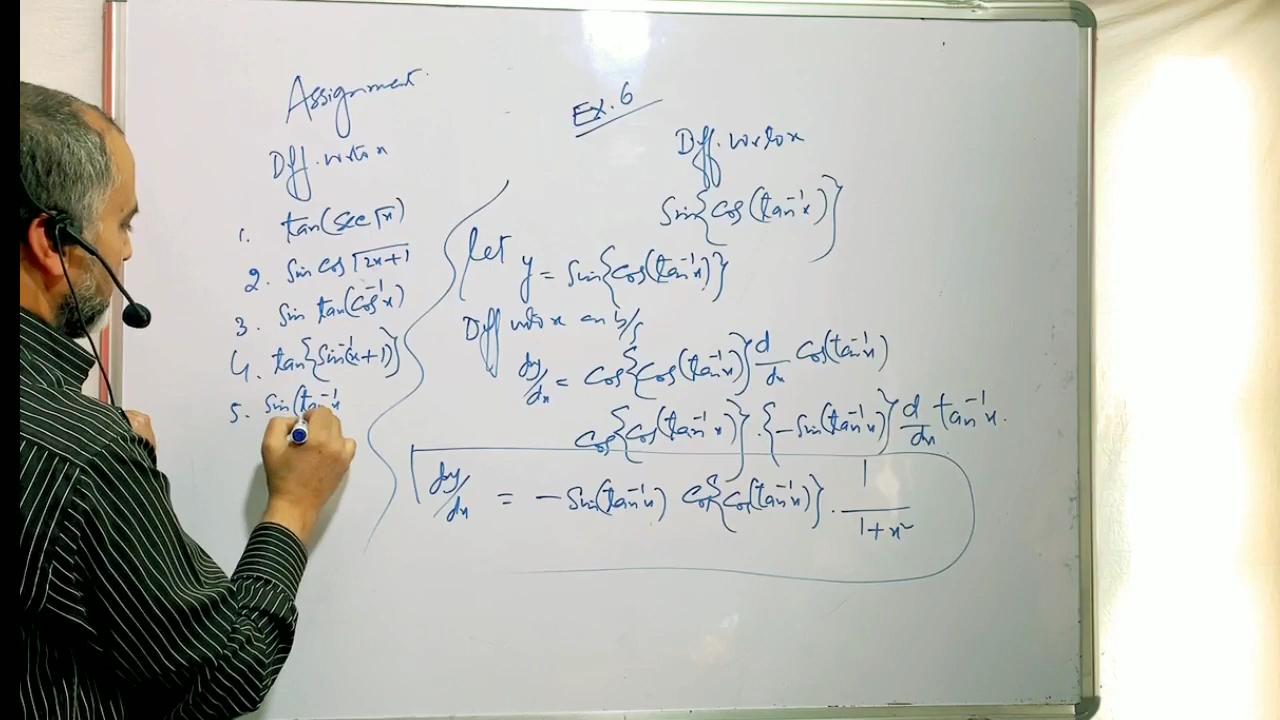 Assignment
Diff. w.r.to x
1. tan(sec√x)
2. Sin cos √2x+1
3. Sin tan(cos⁻¹x)
4. tan{Sin⁻¹(x+1)}
5. Sin(tan⁻¹x
Ex. 6
Diff. w.r.to x
Sin{cos(tan⁻¹x)}
let y = Sin{cos(tan⁻¹x)}
Diff w.r.to x on b/s
dy/dx = cos{cos(tan⁻¹x)} d/dx cos(tan⁻¹x)
cos{cos(tan⁻¹x)}.{-Sin(tan⁻¹x)} d/dx tan⁻¹x.
dy/dx = -Sin(tan⁻¹x) cos{cos(tan⁻¹x)} . 1/1+x²